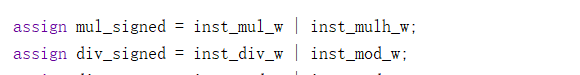 assign mul_signed = inst_mul_w | inst_mulh_w;
assign div_signed = inst_div_w | inst_mod_w;